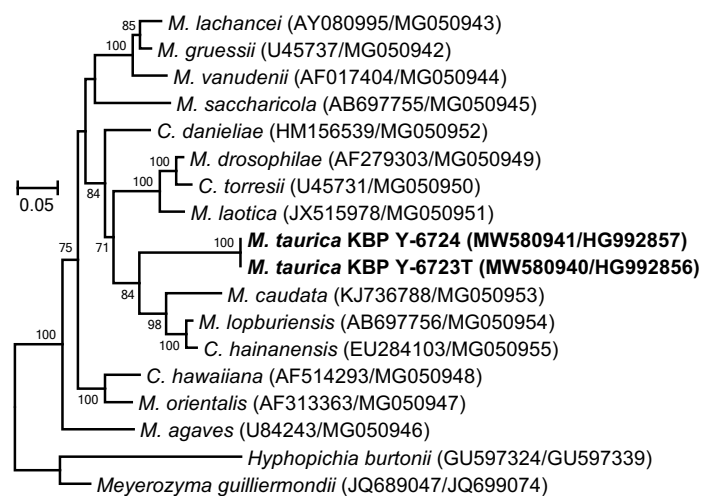 85
M. lachancei (AY080995/MG050943)
100
M. gruessii (U45737/MG050942)
M. vanudenii (AF017404/MG050944)
M. saccharicola (AB697755/MG050945)
C. danieliae (HM156539/MG050952)
100
M. drosophilae (AF279303/MG050949)
84
100
C. torresii (U45731/MG050950)
0.05
M. laotica (JX515978/MG050951)
75
71
100
M. taurica KBP Y-6724 (MW580941/HG992857)
M. taurica KBP Y-6723T (MW580940/HG992856)
84
M. caudata (KJ736788/MG050953)
98
M. lopburiensis (AB697756/MG050954)
100
100
C. hainanensis (EU284103/MG050955)
C. hawaiiana (AF514293/MG050948)
100
M. orientalis (AF313363/MG050947)
M. agaves (U84243/MG050946)
Hyphopichia burtonii (GU597324/GU597339)
Meyerozyma guilliermondii (JQ689047/JQ699074)